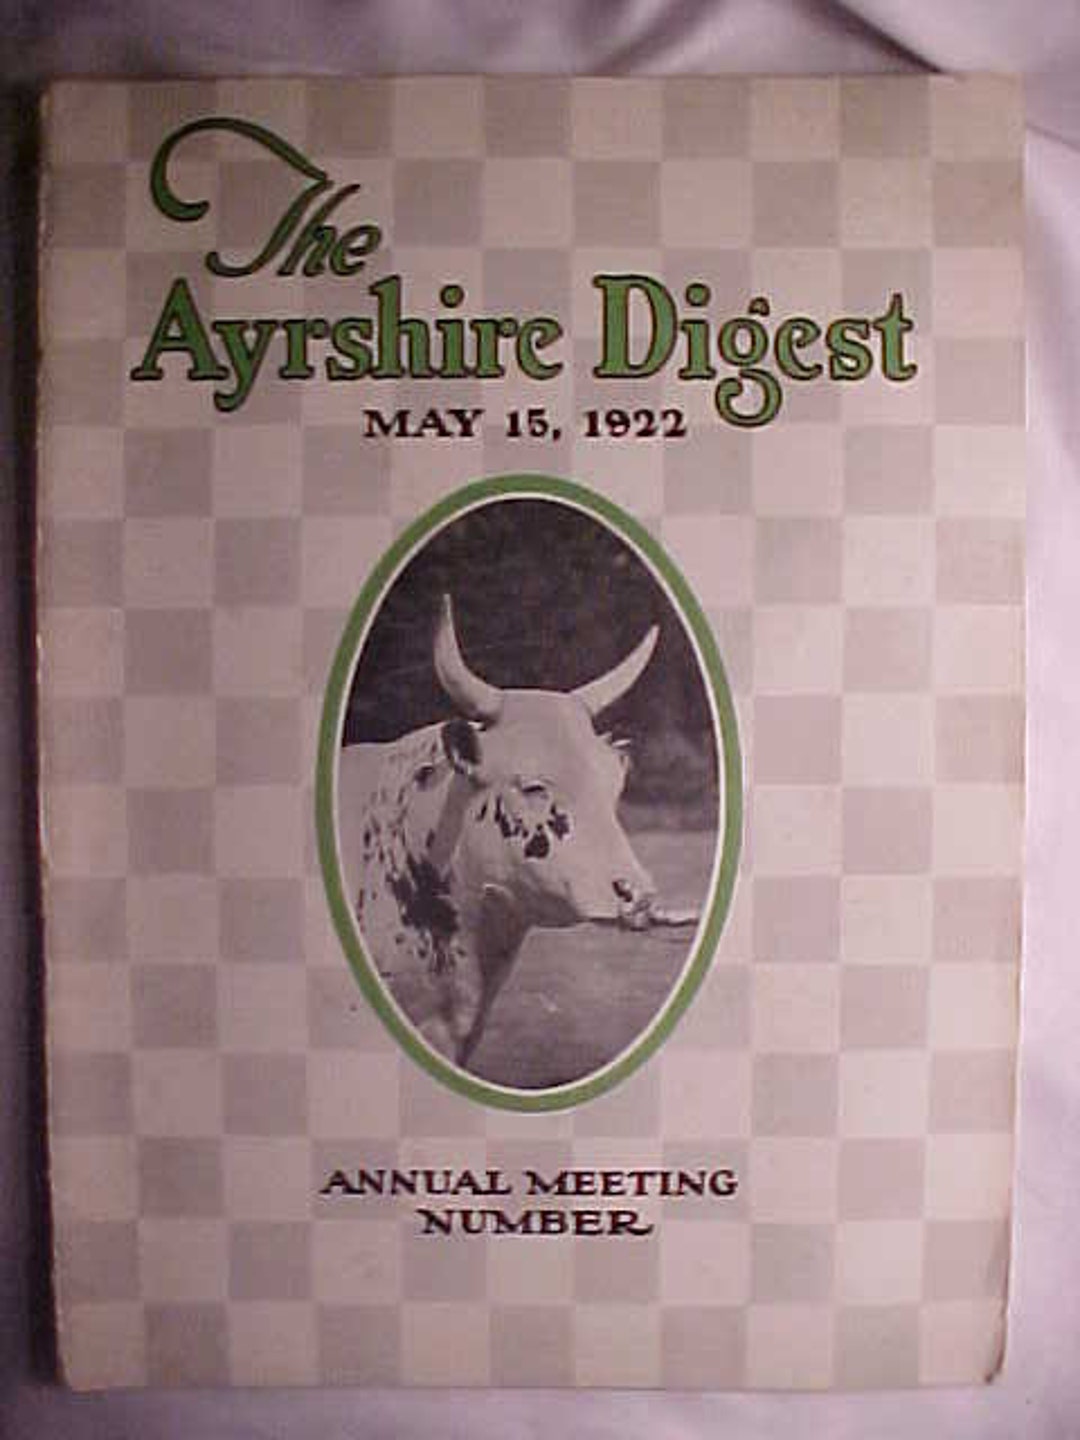 The
Ayrshire Digest
MAY 15, 1922
ANNUAL MEETING
NUMBER